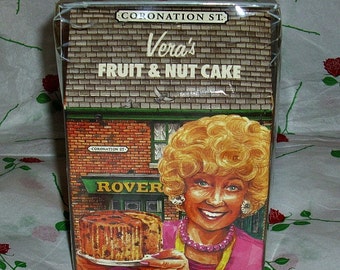 CORONATION ST.
Vera's
FRUIT & NUT CAKE
CORONATION ST.
ROVER